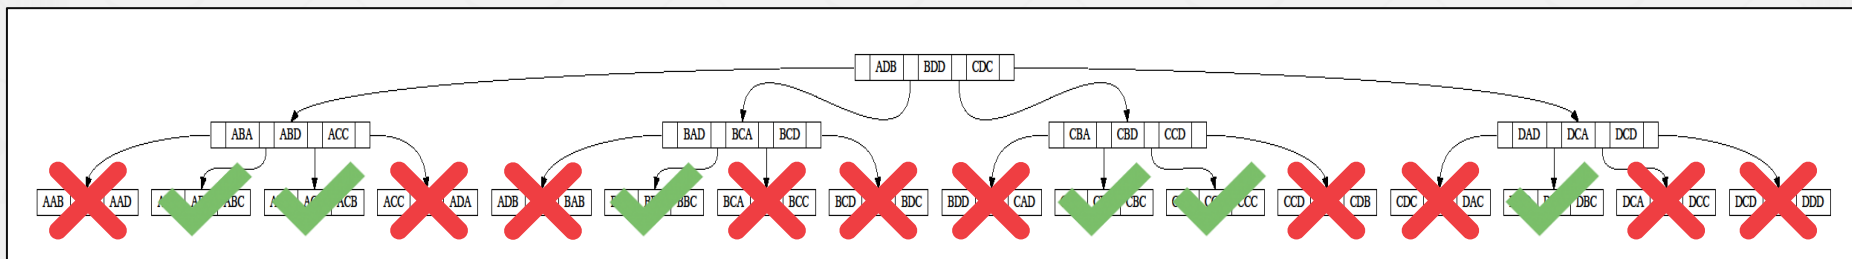 ADB BDD CDC
ABA ABD ACC BAD BCA BCD CBA CBD CCD DAD DCA DCD
AAB AAD ABC ACB ACC ADA ADB BAB BBC BCA BCC BCD BDC BDD CAD CBC CCC CCD CDB CDC DAC DBC DCA DCC DCD DDD